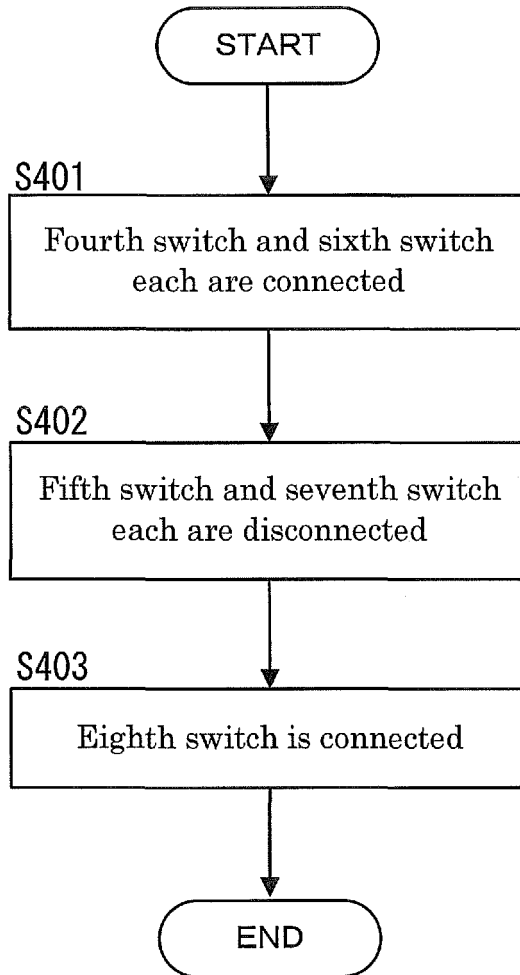 START
S401
Fourth switch and sixth switch
each are connected
S402
Fifth switch and seventh switch
each are disconnected
S403
Eighth switch is connected
END